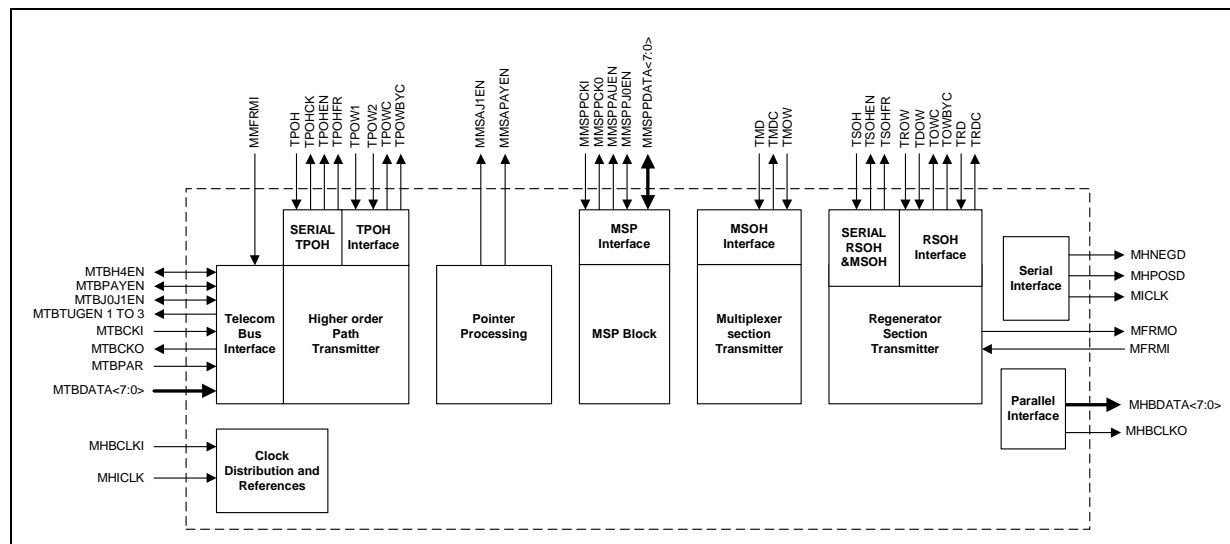 MMFRMI
TPOH
TPOHCK
TPOHEN
TPOHFR
TPOW1
TPOW2
TPOWC
TPOWBYC
MMSAJ1EN
MMSAPAYEN
MMSPPCKI
MMSPPCK0
MMSPPAUEN
MMSPPJ0EN
MMSPPDATA<7:0>
TMD
TMDC
TMOW
TSOH
TSOHEN
TSOHFR
TROW
TDOW
TOWC
TOWBYC
TRD
TRDC
SERIAL
TPOH
TPOH
Interface
MSP
Interface
MSOH
Interface
SERIAL
RSOH
&MSOH
RSOH
Interface
MTBH4EN
MTBPAYEN
MTBJ0J1EN
MTBTUGEN 1 TO 3
MTBCKI
MTBCKO
MTBPAR
MTBDATA<7:0>
Telecom
Bus
Interface
Higher order
Path
Transmitter
Pointer
Processing
MSP Block
Multiplexer
section
Transmitter
Regenerator
Section
Transmitter
Serial
Interface
MHNEGD
MHPOSD
MICLK
MFRMO
MFRMI
Parallel
Interface
MHBDATA<7:0>
MHBCLKO
MHBCLKI
MHICLK
Clock
Distribution and
References